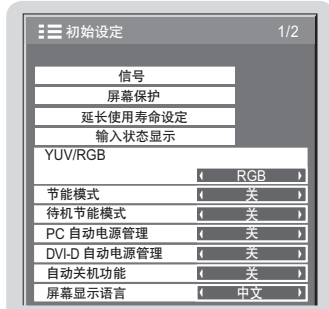 初始设定 1/2
信号
屏幕保护
延长使用寿命设定
输入状态显示
YUV/RGB
RGB
节能模式 关
待机节能模式 关
PC 自动电源管理 关
DVI-D 自动电源管理 关
自动关机功能 关
屏幕显示语言 中文